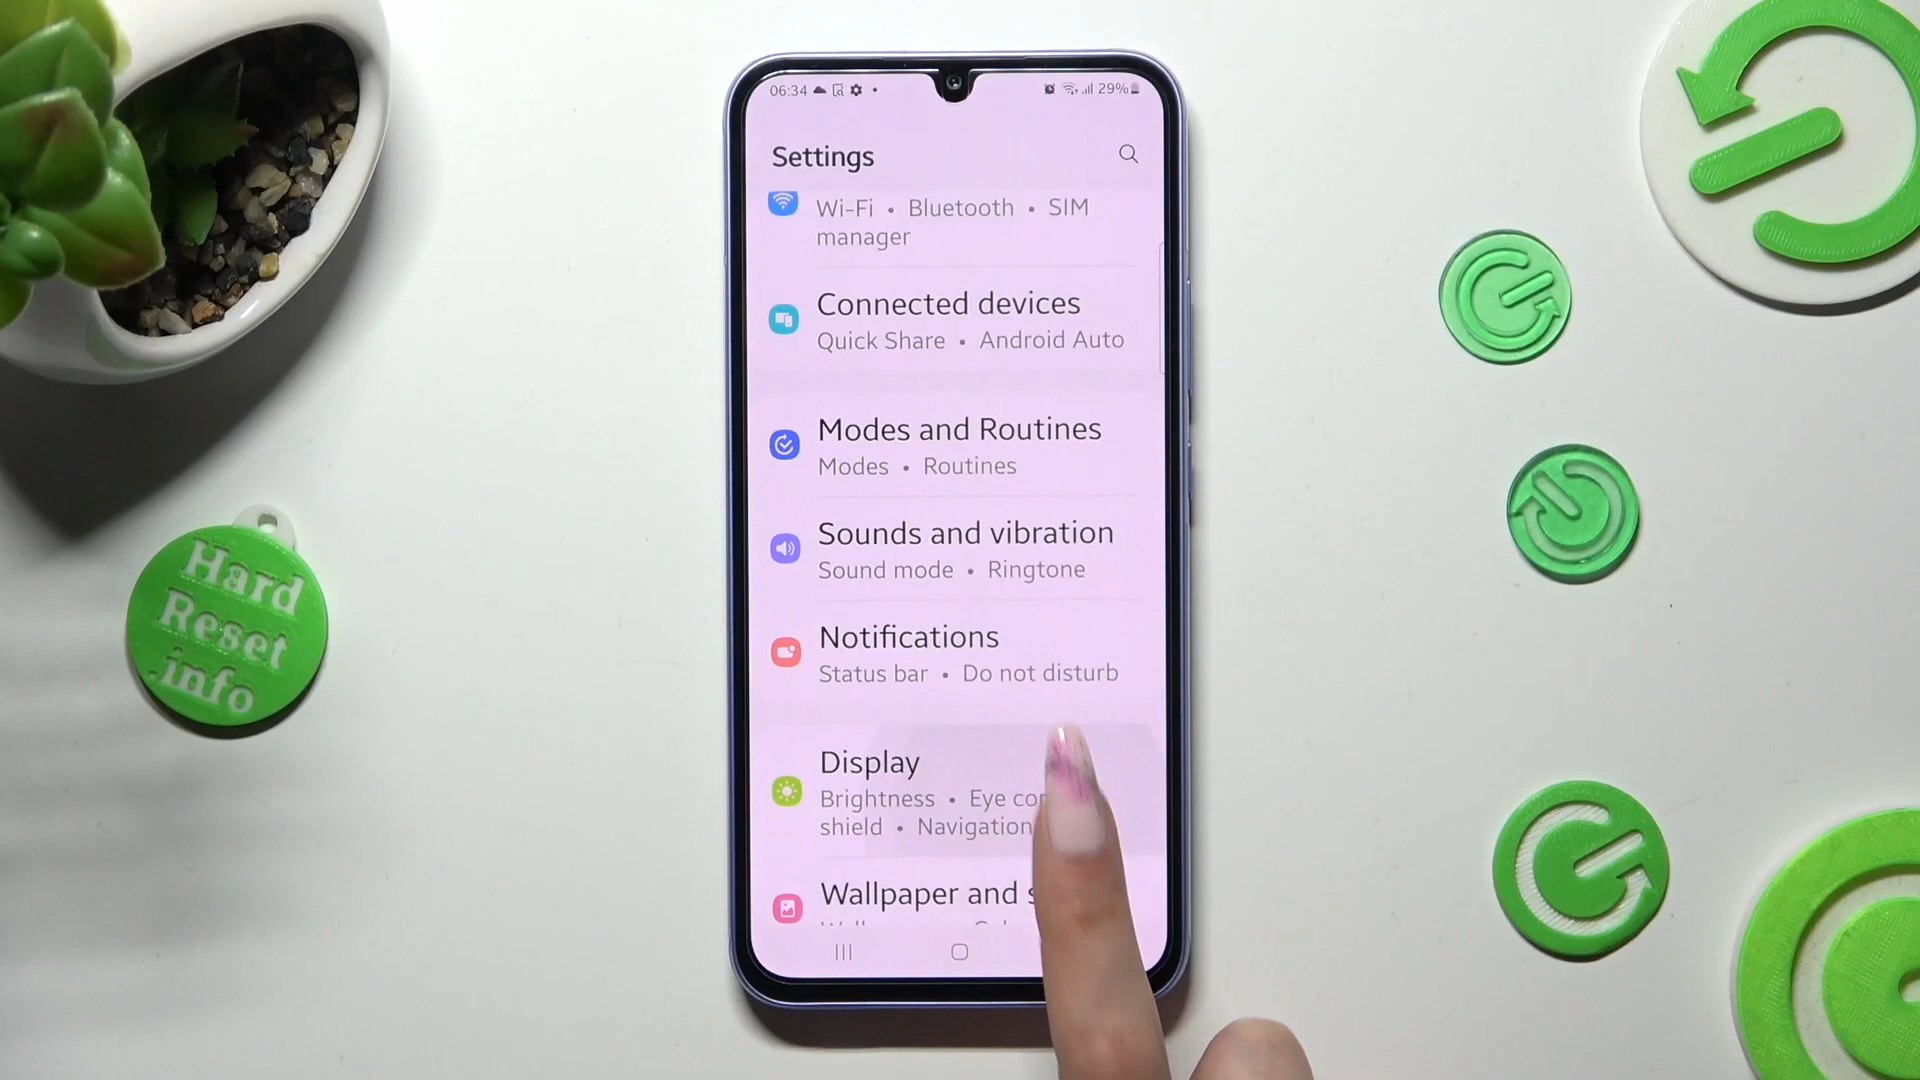 06:34
29%
Settings
Wi-Fi • Bluetooth • SIM
manager
Connected devices
Quick Share • Android Auto
Modes and Routines
Modes • Routines
Sounds and vibration
Sound mode • Ringtone
Notifications
Status bar • Do not disturb
Display
Brightness • Eye
shield • Navigation
Wallpaper and
Hard
Reset
.info